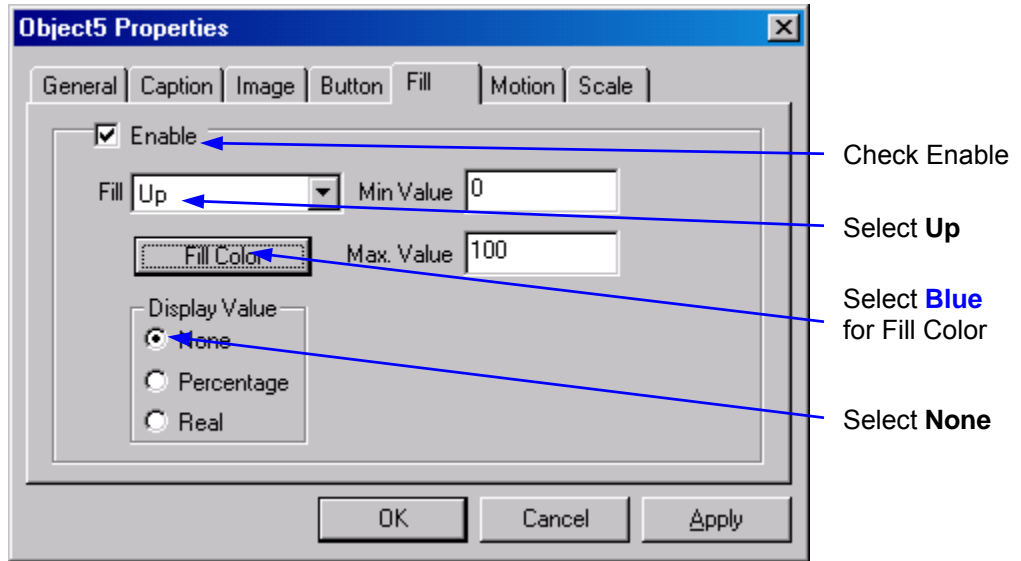 Object5 Properties
General Caption Image Button Fill Motion Scale
Enable
Check Enable
Fill Up Min Value 0
Select Up
Fill Color Max. Value 100
Select Blue
for Fill Color
Display Value
None
Percentage
Select None
Real
OK Cancel Apply